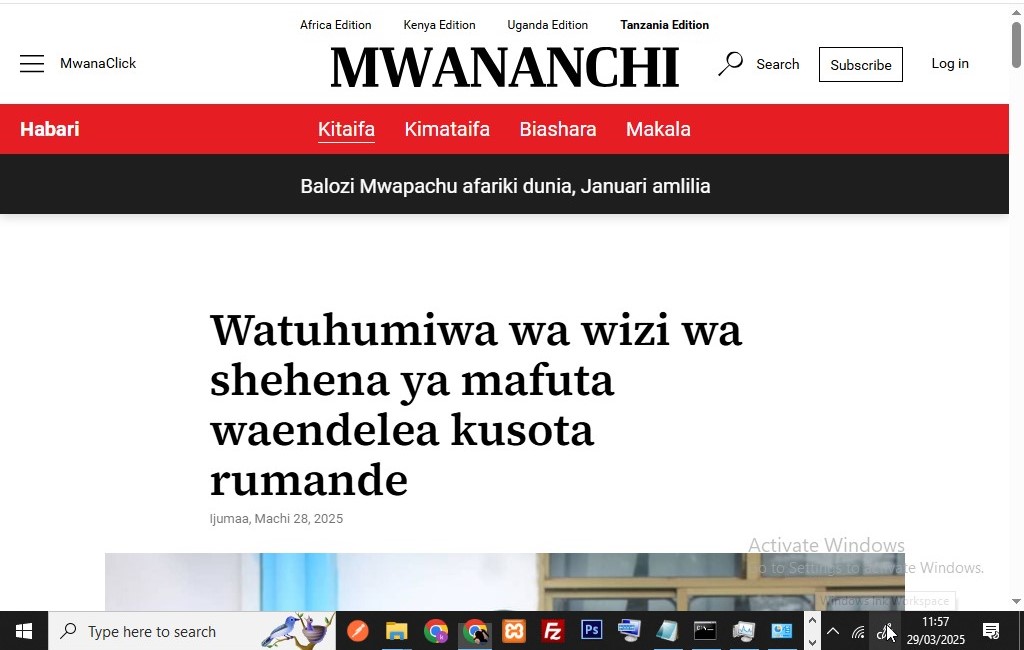 Africa Edition Kenya Edition Uganda Edition Tanzania Edition
MwanaClick MWANANCHI Search Subscribe Log in
Habari Kitaifa Kimataifa Biashara Makala
Balozi Mwapachu afariki dunia, Januari amlilia
Watuhumiwa wa wizi wa
shehena ya mafuta
waendelea kusota
rumande
Ijumaa, Machi 28, 2025
Activate Windows
Go to Settings to activate Windows.
Windows Ink Workspace
Type here to search Fz Ps 11:57
29/03/2025